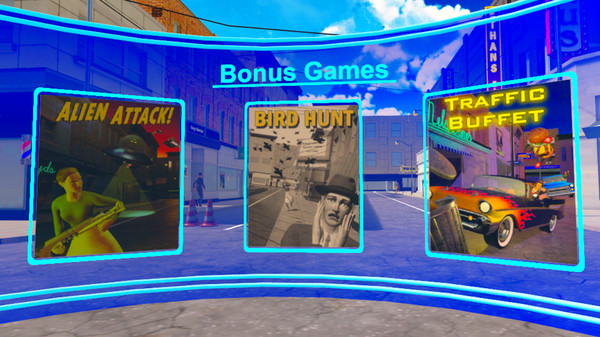 Bonus Games
ALIEN ATTACK!
BIRD HUNT
TRAFFIC
BUFFET